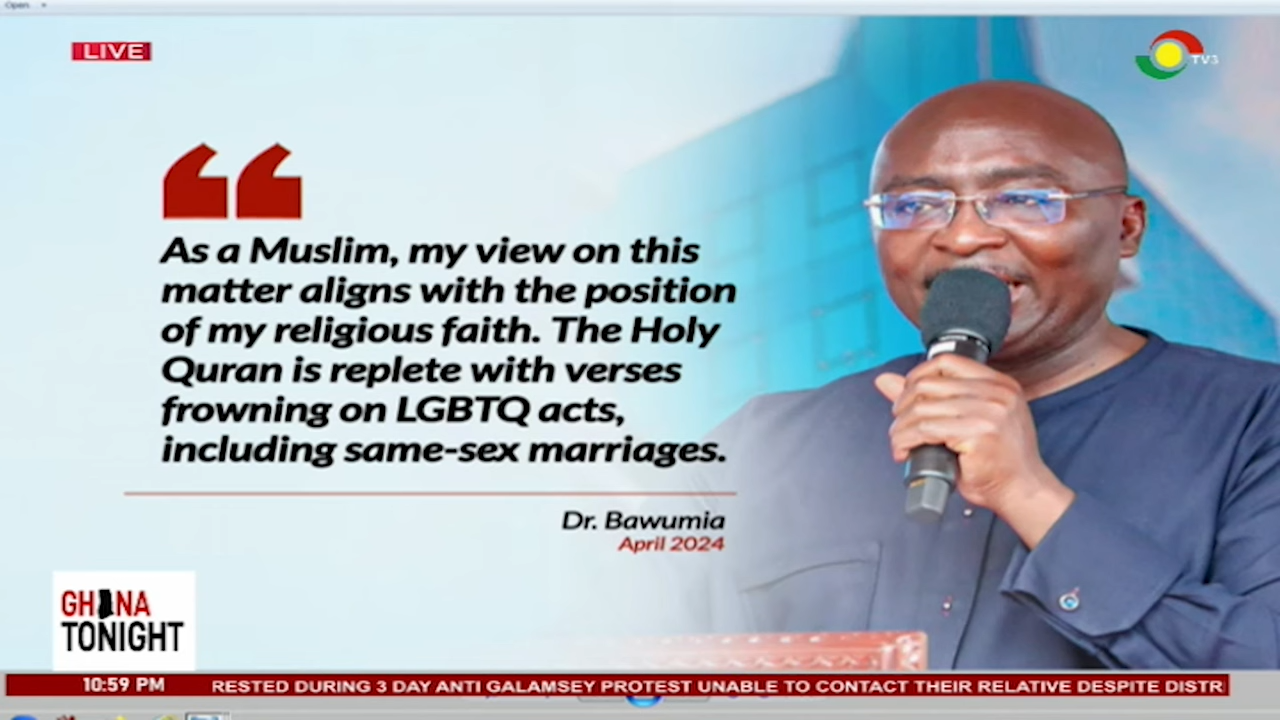 Open
LIVE
TV3
As a Muslim, my view on this
matter aligns with the position
of my religious faith. The Holy
Quran is replete with verses
frowning on LGBTQ acts,
including same-sex marriages.
Dr. Bawumia
April 2024
GHANA
TONIGHT
10:59 PM
RESTED DURING 3 DAY ANTI GALAMSEY PROTEST UNABLE TO CONTACT THEIR RELATIVE DESPITE DISTR